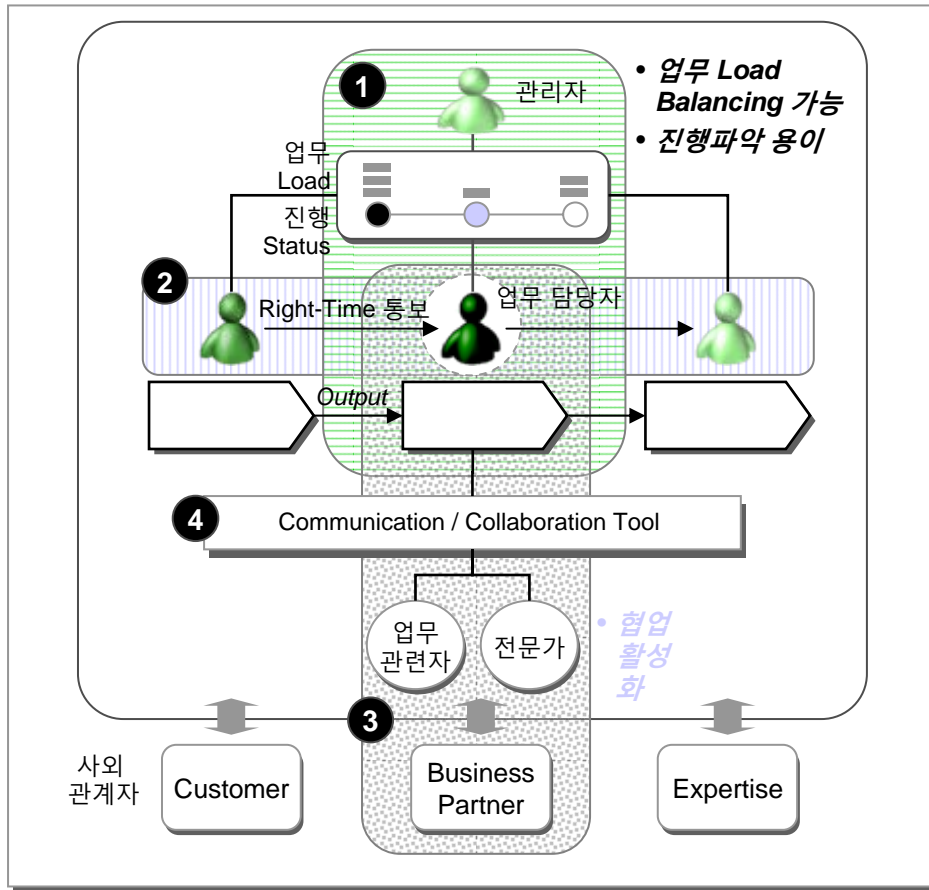 1
관리자
• 업무 Load
Balancing 가능
• 진행파악 용이
업무
Load
진행
Status
2
Right-Time 통보
업무 담당자
Output
4
Communication / Collaboration Tool
업무
관련자
전문가
• 협업
활성
화
3
사외
관계자
Customer
Business
Partner
Expertise